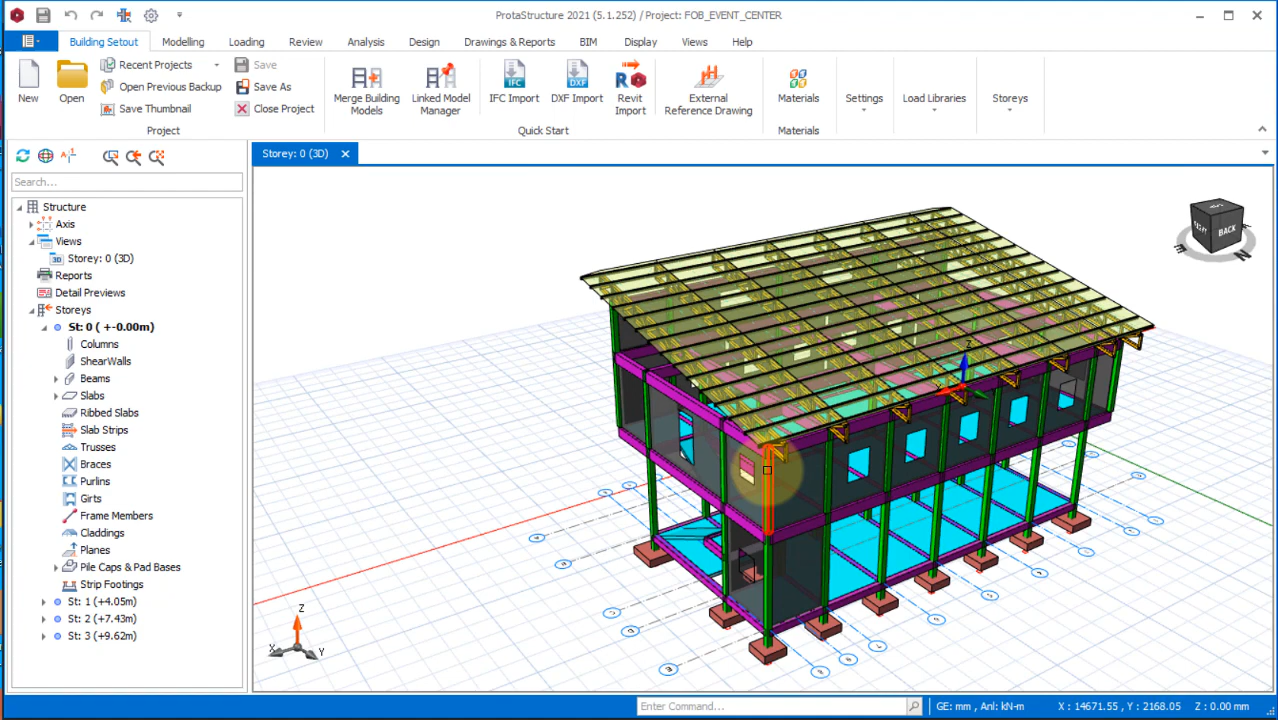 ProtaStructure 2021 (5.1.252) / Project: FOB_EVENT_CENTER
Building Setout Modelling Loading Review Analysis Design Drawings & Reports BIM Display Views Help
New
Open
Recent Projects
Open Previous Backup
Save Thumbnail
Save
Save As
Close Project
Project
Merge Building Models
Linked Model Manager
IFC
IFC Import
DXF
DXF Import
R
Revit Import
Quick Start
External Reference Drawing
Materials
Materials
Settings
Load Libraries
Storeys
Storey: 0 (3D)
Search...
Structure
Axis
Views
3D Storey: 0 (3D)
Reports
Detail Previews
Storeys
St: 0 ( +-0.00m)
Columns
ShearWalls
Beams
Slabs
Ribbed Slabs
Slab Strips
Trusses
Braces
Purlins
Girts
Frame Members
Claddings
Planes
Pile Caps & Pad Bases
Strip Footings
St: 1 (+4.05m)
St: 2 (+7.43m)
St: 3 (+9.62m)
RIGHT BACK
E N
Z
Z
X Y
Enter Command...
GE: mm, Anl: kN-m
X : 14671.55 , Y : 2168.05
Z : 0.00 mm